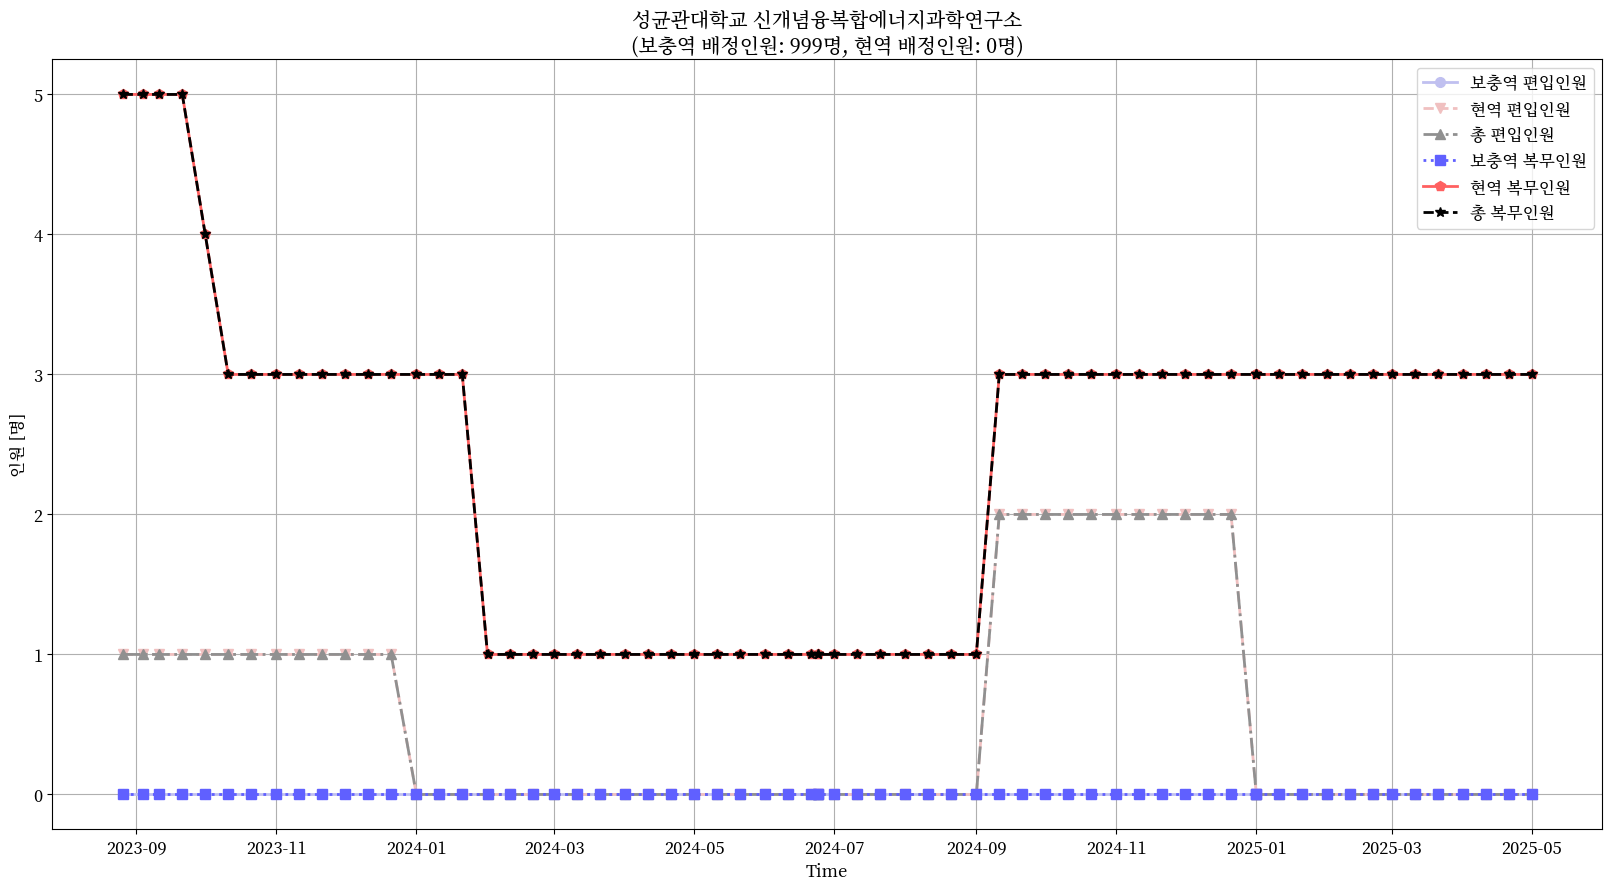 성균관대학교 신개념융복합에너지과학연구소
(보충역 배정인원: 999명, 현역 배정인원: 0명)
보충역 편입인원
현역 편입인원
총 편입인원
보충역 복무인원
현역 복무인원
총 복무인원
인원 [명]
5
4
3
2
1
0
2023-09
2023-11
2024-01
2024-03
2024-05
2024-07
2024-09
2024-11
2025-01
2025-03
2025-05
Time